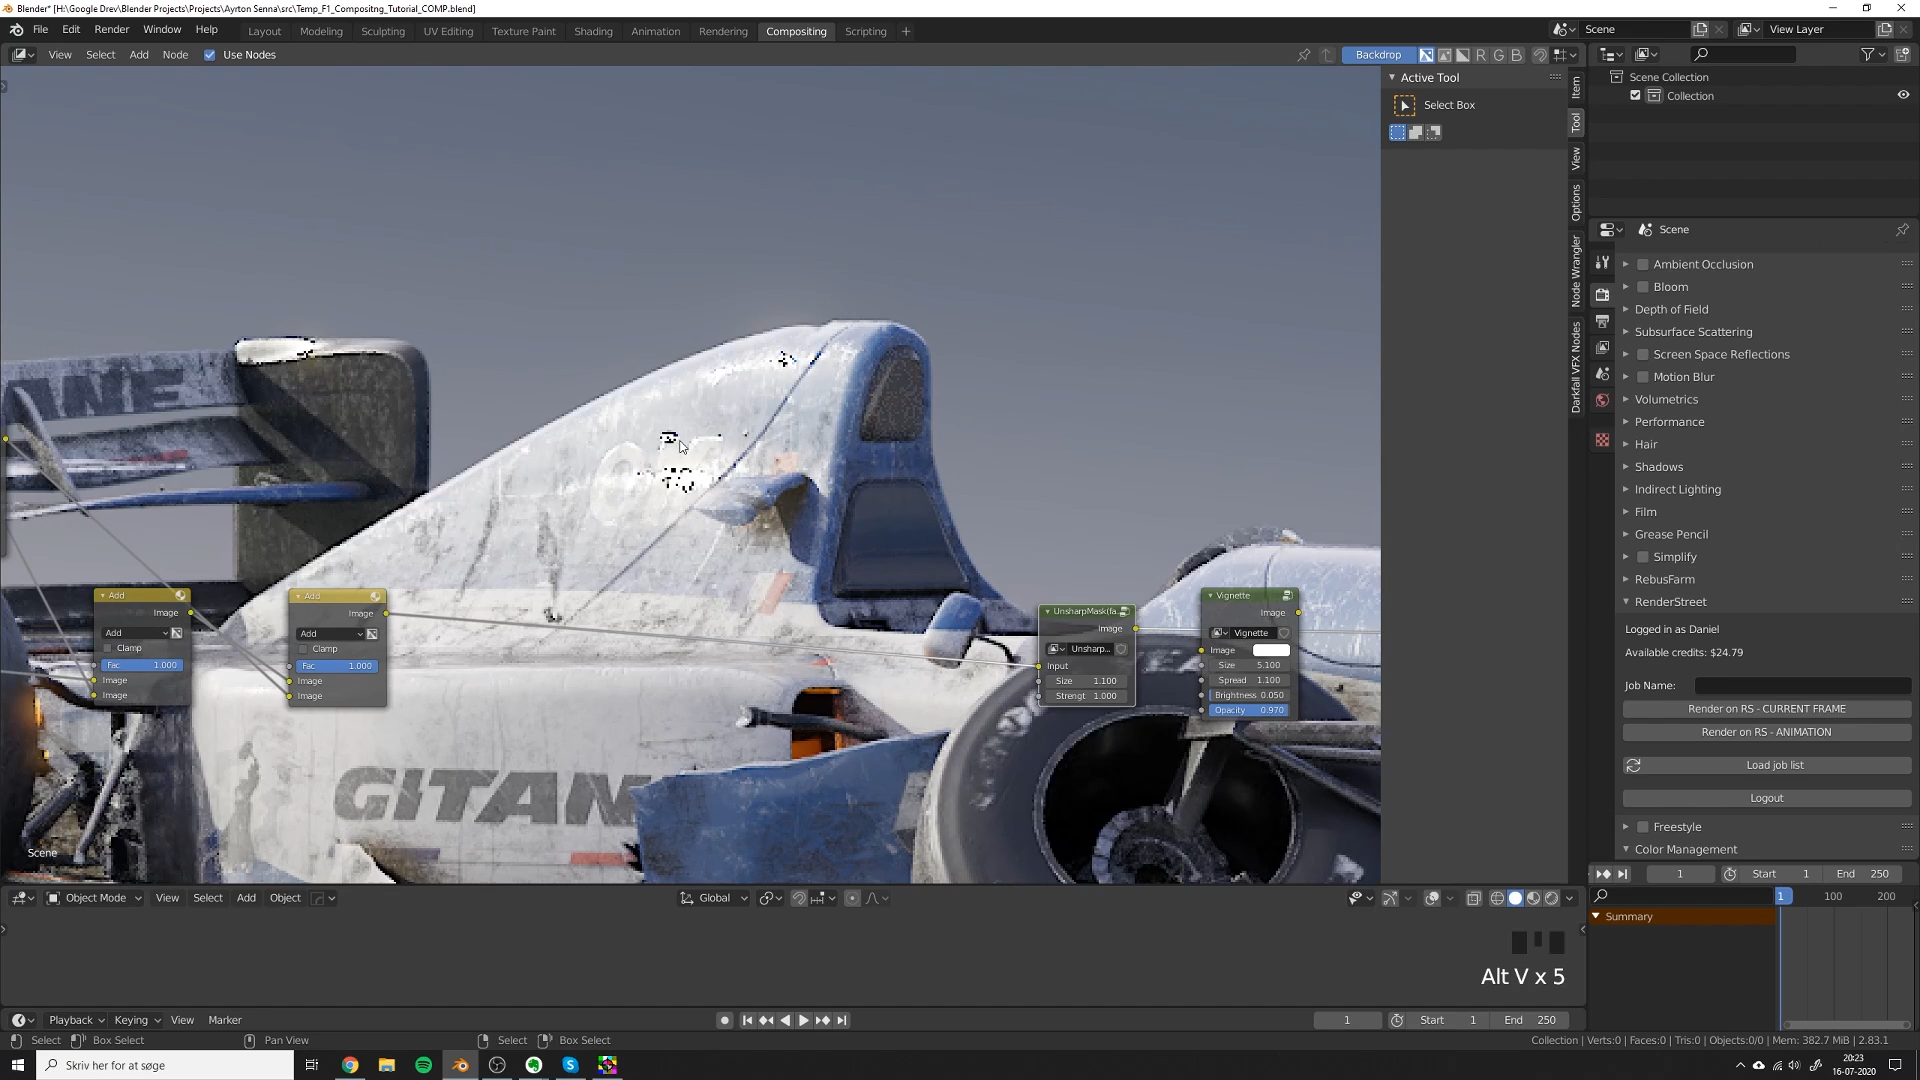 Blender* [H:\Google Drev\Blender Projects\Projects\Ayrton Senna\src\Temp_F1_Compositng_Tutorial_COMP.blend]
File Edit Render Window Help Layout Modeling Sculpting UV Editing Texture Paint Shading Animation Rendering Compositing Scripting + Scene View Layer
View Select Add Node Use Nodes Backdrop R G B
Active Tool
Select Box
Item
Tool
View
Options
Node Wrangler
Darkfall VFX Nodes
Scene Collection
Collection
Scene
Ambient Occlusion
Bloom
Depth of Field
Subsurface Scattering
Screen Space Reflections
Motion Blur
Volumetrics
Performance
Hair
Shadows
Indirect Lighting
Film
Grease Pencil
Simplify
RebusFarm
RenderStreet
Logged in as Daniel
Available credits: $24.79
Job Name:
Render on RS - CURRENT FRAME
Render on RS - ANIMATION
Load job list
Logout
Freestyle
Color Management
ANE
GITAN
Add
Image
Add
Clamp
Fac 1.000
Image
Image
Add
Image
Add
Clamp
Fac 1.000
Image
Image
UnsharpMask(fa..
Image
Unsharp...
Input
Size 1.100
Strengt 1.000
Vignette
Image
Vignette
Image
Size 5.100
Spread 1.100
Brightness 0.050
Opacity 0.970
Scene
1 Start 1 End 250
1 100 200
Summary
Object Mode View Select Add Object Global
Alt V x 5
Playback Keying View Marker 1 Start 1 End 250
Select Box Select Pan View Select Box Select Collection | Verts:0 | Faces:0 | Tris:0 | Objects:0/0 | Mem: 382.7 MiB | 2.83.1
Skriv her for at søge
20:23
16-07-2020